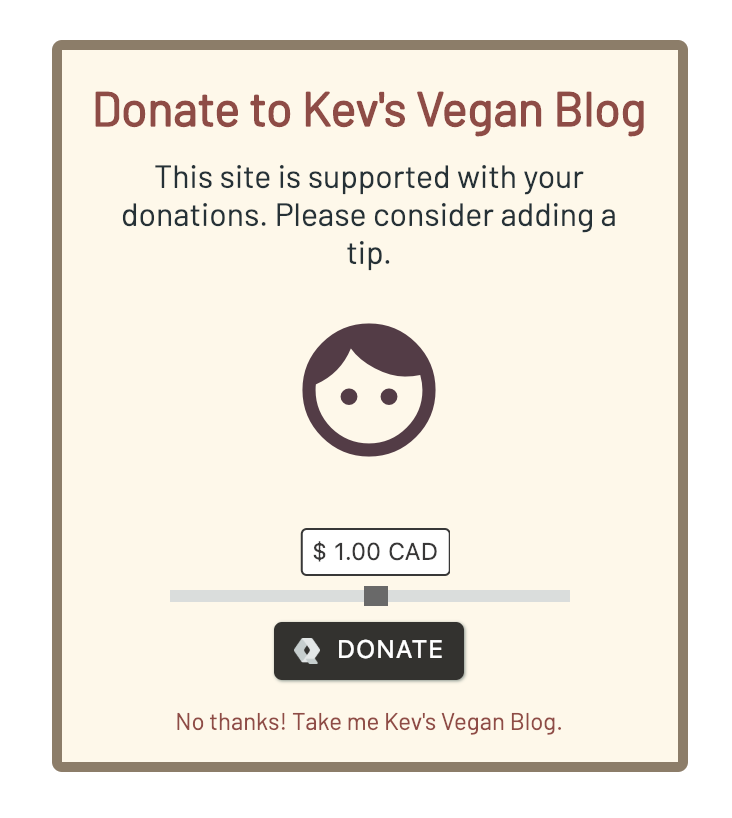 Donate to Kev's Vegan Blog
This site is supported with your
donations. Please consider adding a
tip.
$ 1.00 CAD
DONATE
No thanks! Take me Kev's Vegan Blog.